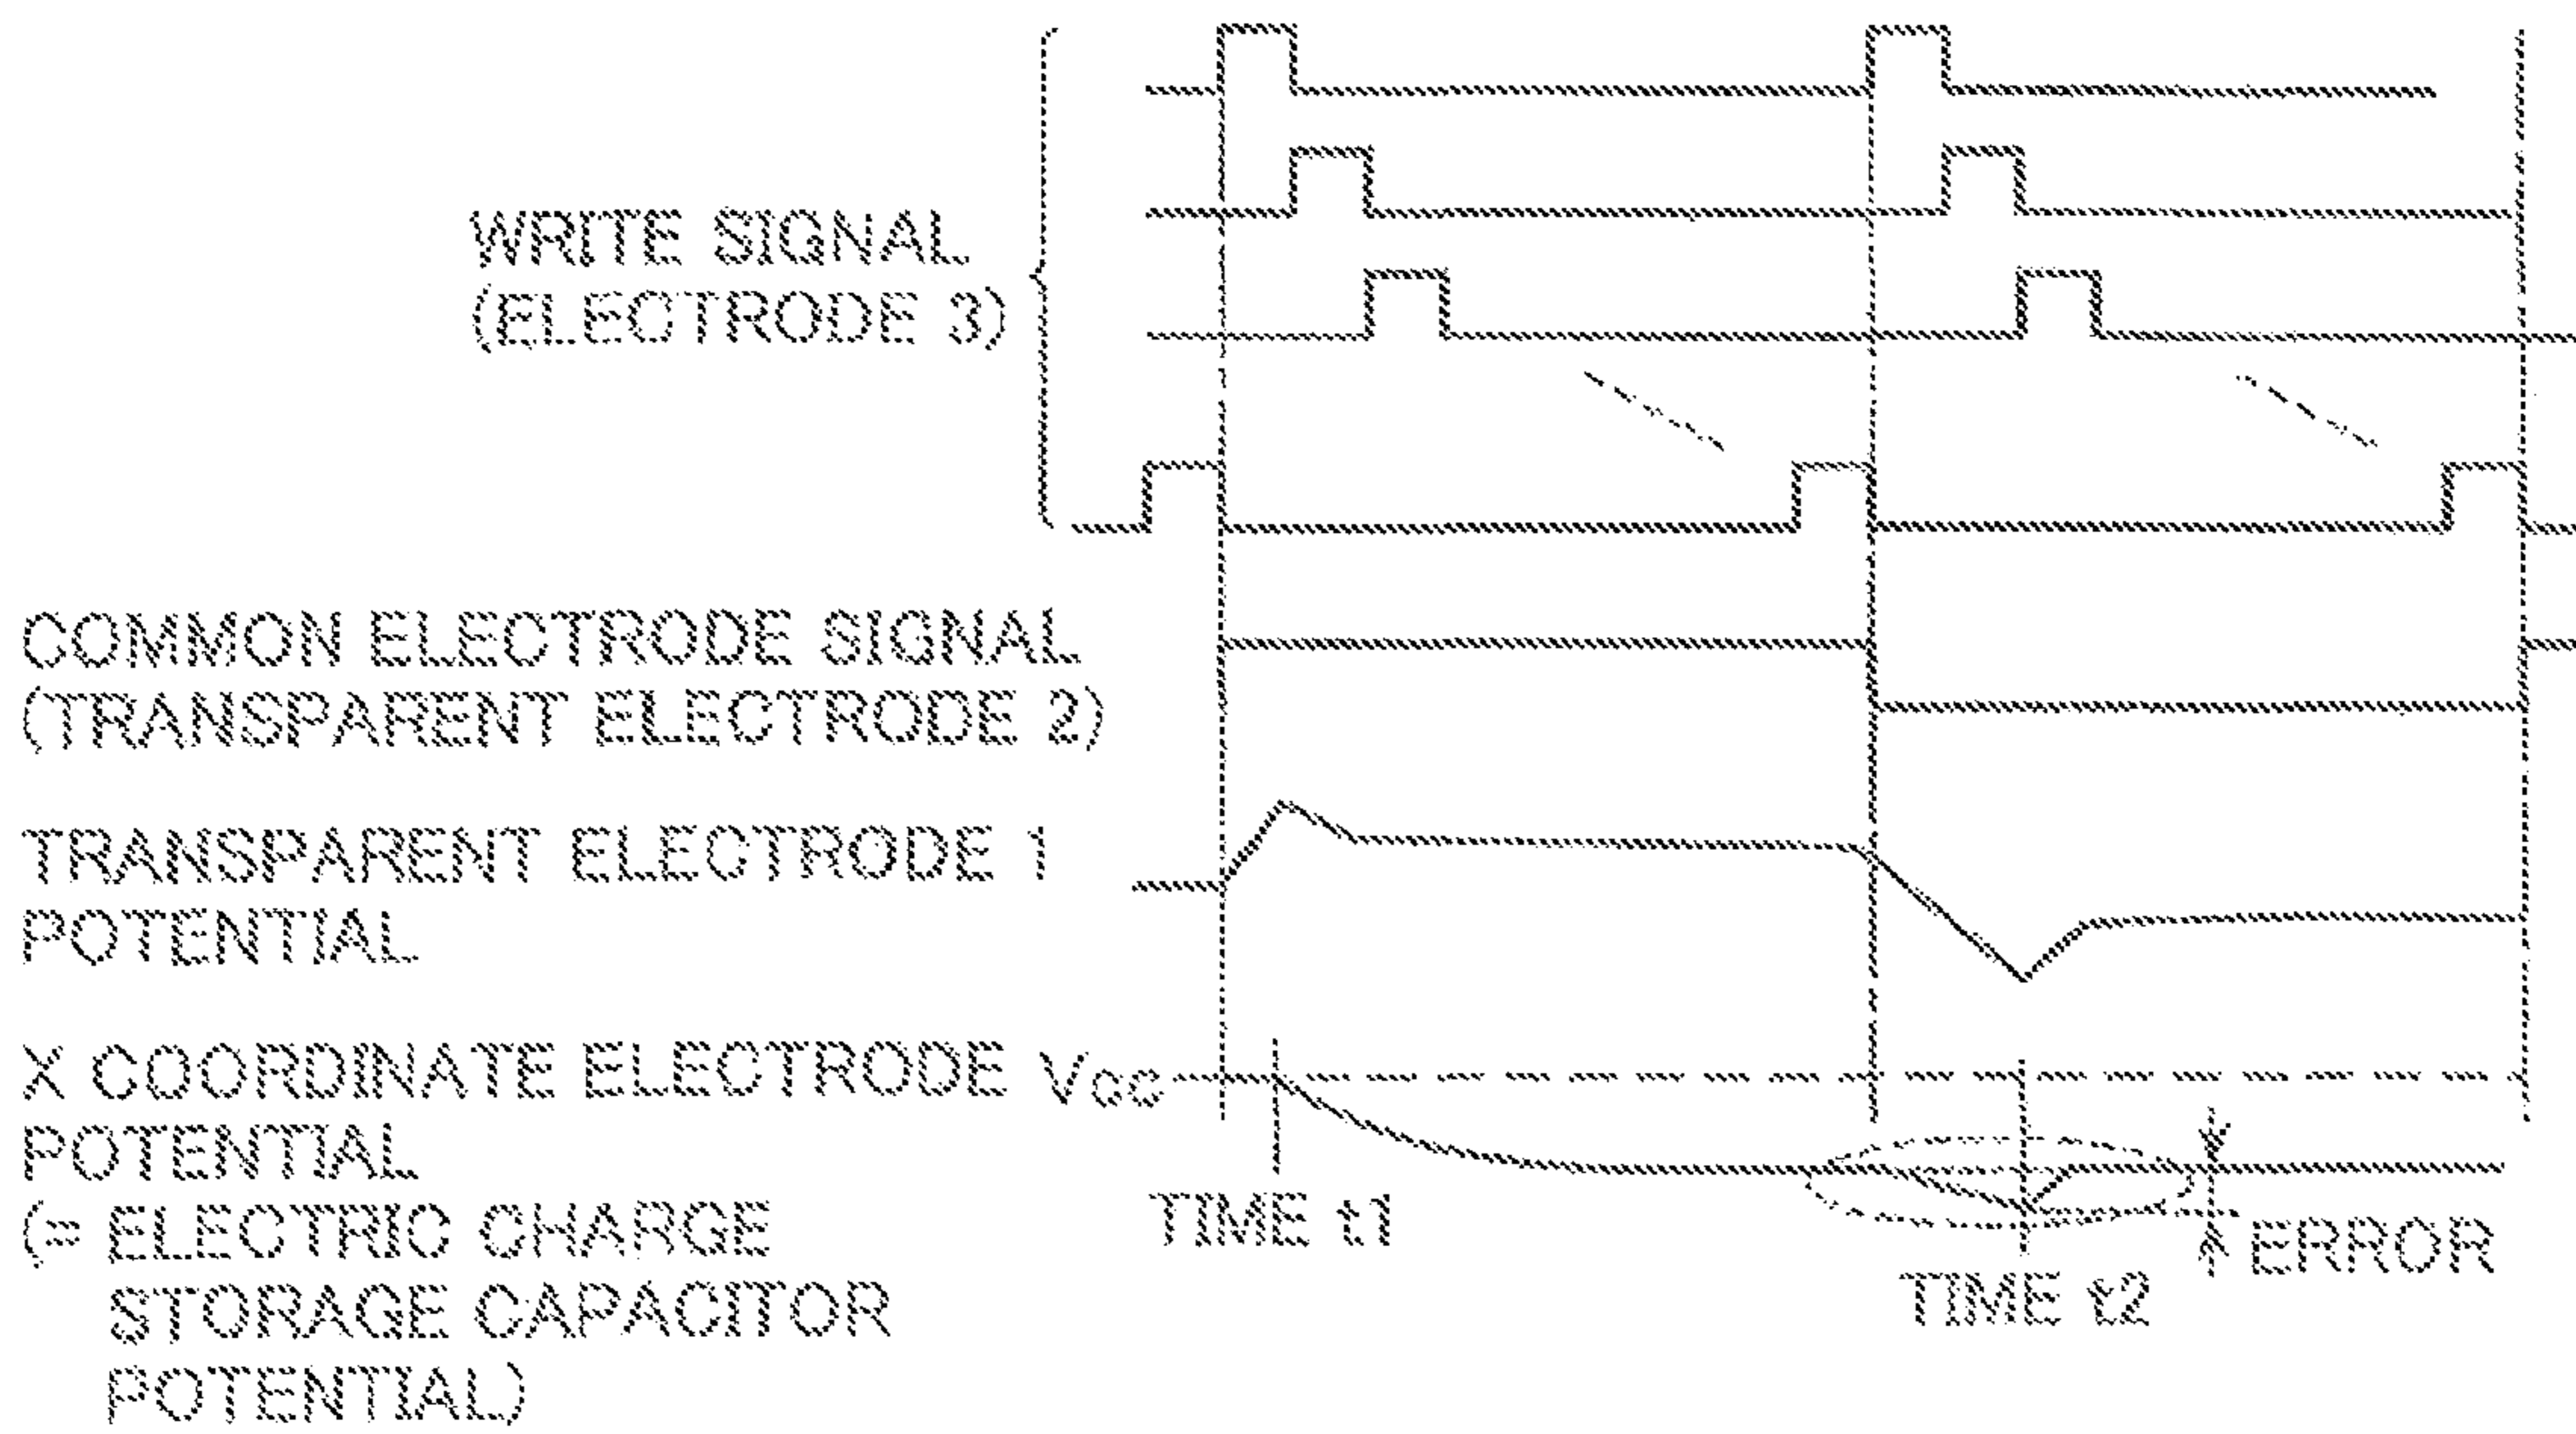 WRITE SIGNAL
(ELECTRODE 3)
COMMON ELECTRODE SIGNAL
(TRANSPARENT ELECTRODE 2)
TRANSPARENT ELECTRODE 1
POTENTIAL
X COORDINATE ELECTRODE Vcc
POTENTIAL
(= ELECTRIC CHARGE
STORAGE CAPACITOR
POTENTIAL)
TIME t1
ERROR
TIME t2